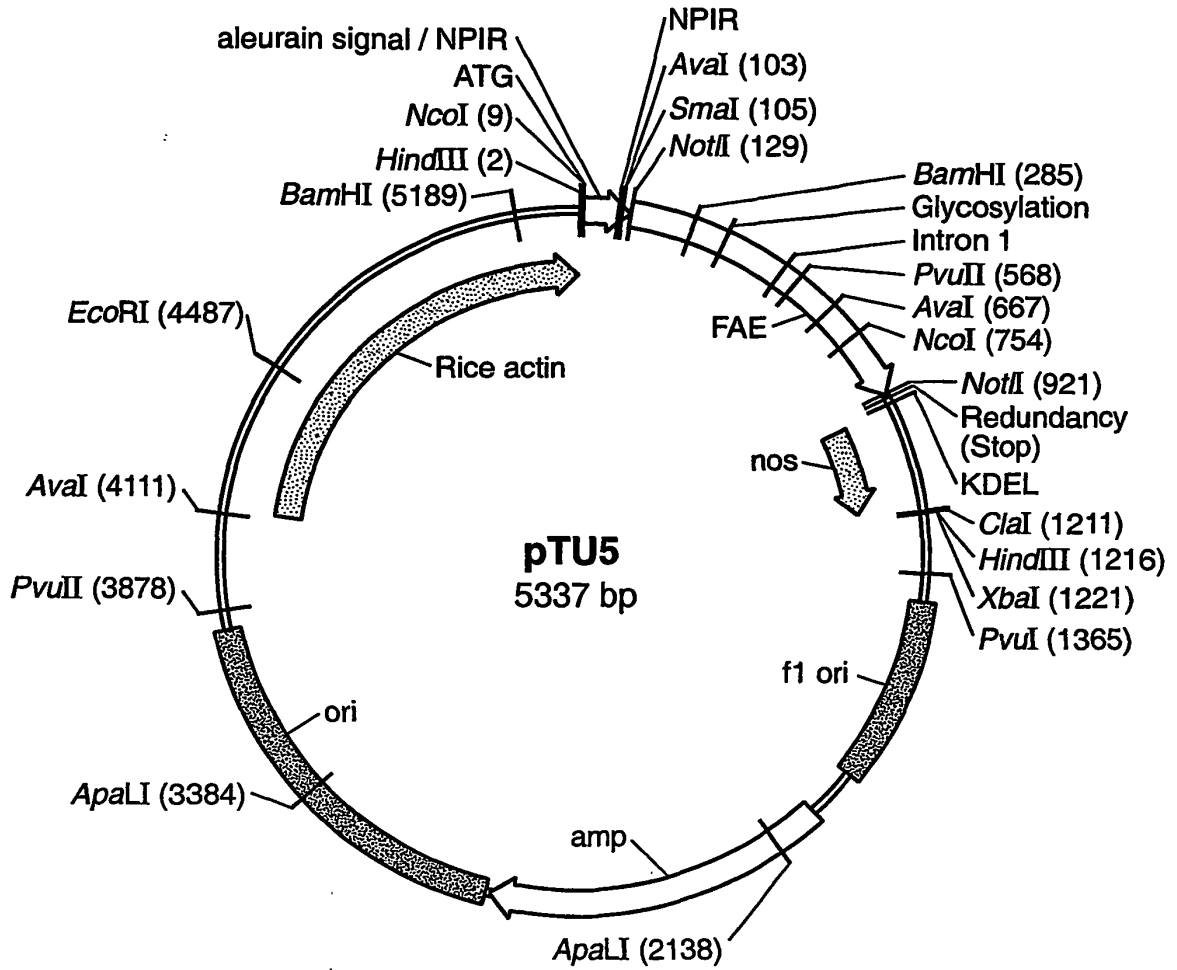 aleurain signal / NPIR
ATG
NcoI (9)
HindIII (2)
BamHI (5189)
EcoRI (4487)
AvaI (4111)
PvuII (3878)
ApaLI (3384)
NPIR
AvaI (103)
SmaI (105)
NotI (129)
BamHI (285)
Glycosylation
Intron 1
PvuII (568)
AvaI (667)
NcoI (754)
FAE
NotI (921)
Redundancy
(Stop)
KDEL
ClaI (1211)
HindIII (1216)
XbaI (1221)
PvuI (1365)
Rice actin
nos
pTU5
5337 bp
f1 ori
ori
amp
ApaLI (2138)